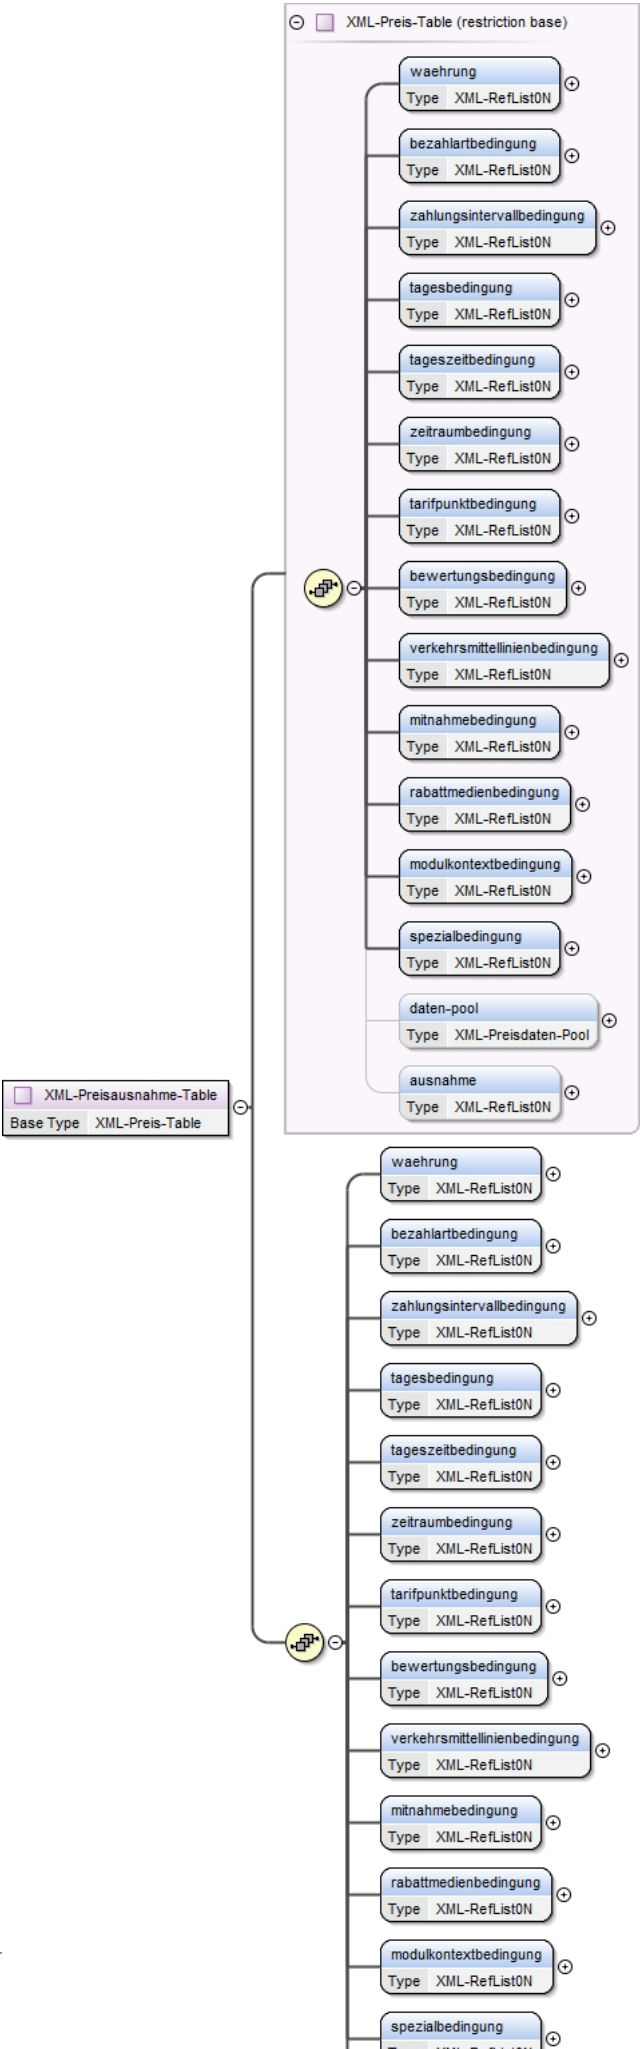 XML-Preis-Table (restriction base)
waehrung
Type XML-RefList0N
bezahlartbedingung
Type XML-RefList0N
zahlungsintervallbedingung
Type XML-RefList0N
tagesbedingung
Type XML-RefList0N
tageszeitbedingung
Type XML-RefList0N
zeitraumbedingung
Type XML-RefList0N
tarifpunktbedingung
Type XML-RefList0N
bewertungsbedingung
Type XML-RefList0N
verkehrsmittellinienbedingung
Type XML-RefList0N
mitnahmebedingung
Type XML-RefList0N
rabattmedienbedingung
Type XML-RefList0N
modulkontextbedingung
Type XML-RefList0N
spezialbedingung
Type XML-RefList0N
daten-pool
Type XML-Preisdaten-Pool
ausnahme
Type XML-RefList0N
XML-Preisausnahme-Table
Base Type XML-Preis-Table
waehrung
Type XML-RefList0N
bezahlartbedingung
Type XML-RefList0N
zahlungsintervallbedingung
Type XML-RefList0N
tagesbedingung
Type XML-RefList0N
tageszeitbedingung
Type XML-RefList0N
zeitraumbedingung
Type XML-RefList0N
tarifpunktbedingung
Type XML-RefList0N
bewertungsbedingung
Type XML-RefList0N
verkehrsmittellinienbedingung
Type XML-RefList0N
mitnahmebedingung
Type XML-RefList0N
rabattmedienbedingung
Type XML-RefList0N
modulkontextbedingung
Type XML-RefList0N
spezialbedingung